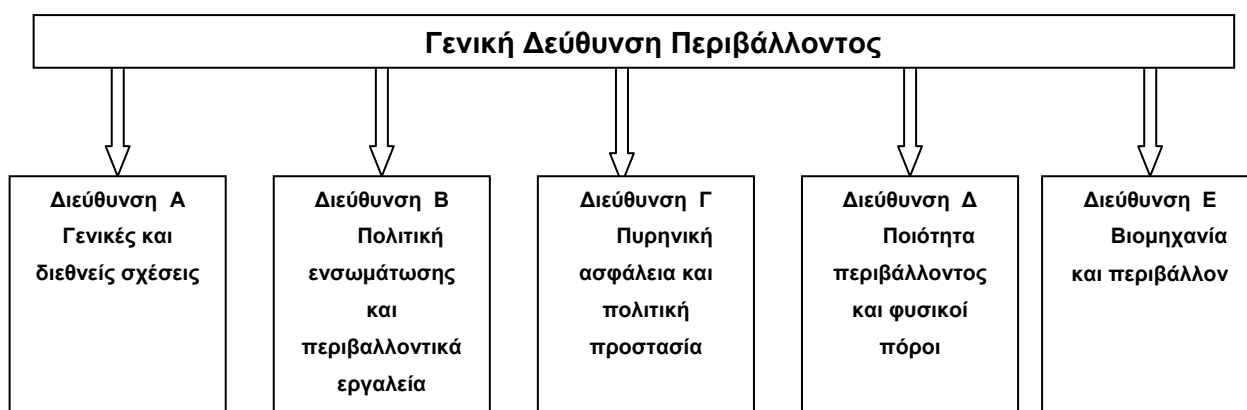 Γενική Δεύθυνση Περιβάλλοντος
Διεύθυνση Α
Γενικές και
διεθνείς σχέσεις
Διεύθυνση Β
Πολιτική
ενσωμάτωσης
και
περιβαλλοντικά
εργαλεία
Διεύθυνση Γ
Πυρηνική
ασφάλεια και
πολιτική
προστασία
Διεύθυνση Δ
Ποιότητα
περιβάλλοντος
και φυσικοί
πόροι
Διεύθυνση Ε
Βιομηχανία
και περιβάλλον